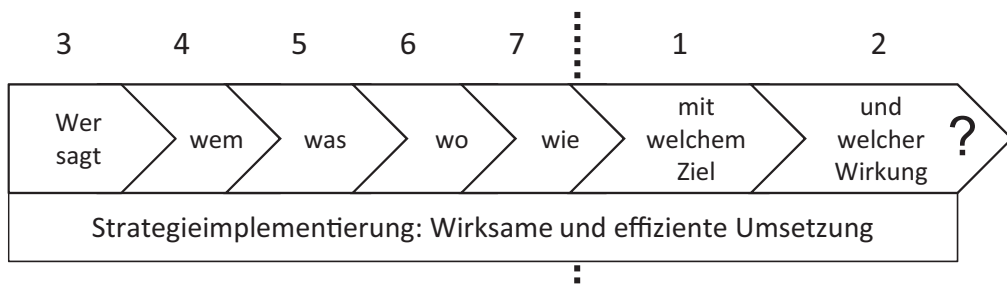 3 4 5 6 7 1 2
Wer
sagt
wem
was
wo
wie
mit
welchem
Ziel
und
welcher
Wirkung
?
Strategieimplementierung: Wirksame und effiziente Umsetzung